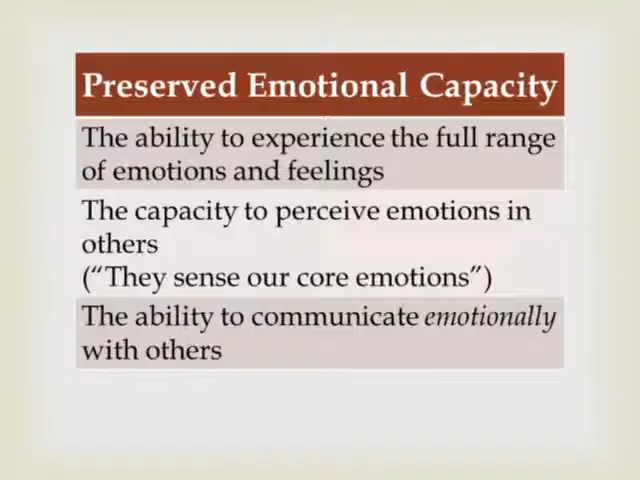 Preserved Emotional Capacity
The ability to experience the full range
of emotions and feelings
The capacity to perceive emotions in
others
(“They sense our core emotions”)
The ability to communicate emotionally
with others